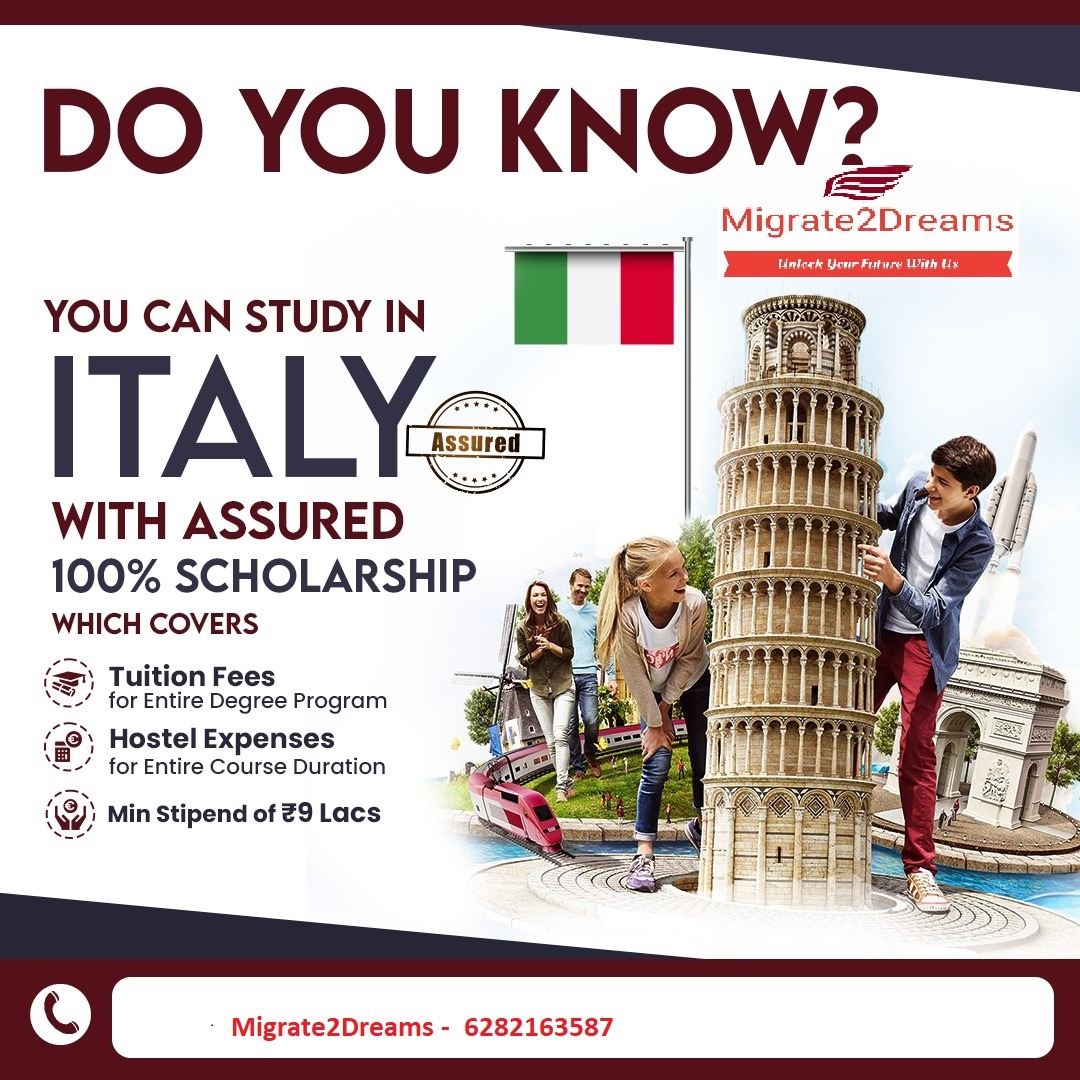 DO YOU KNOW?
Migrate2Dreams
Unlock Your Future With Us
YOU CAN STUDY IN
ITALY
Assured
WITH ASSURED
100% SCHOLARSHIP
WHICH COVERS
Tuition Fees
for Entire Degree Program
Hostel Expenses
for Entire Course Duration
Min Stipend of ₹9 Lacs
Migrate2Dreams - 6282163587